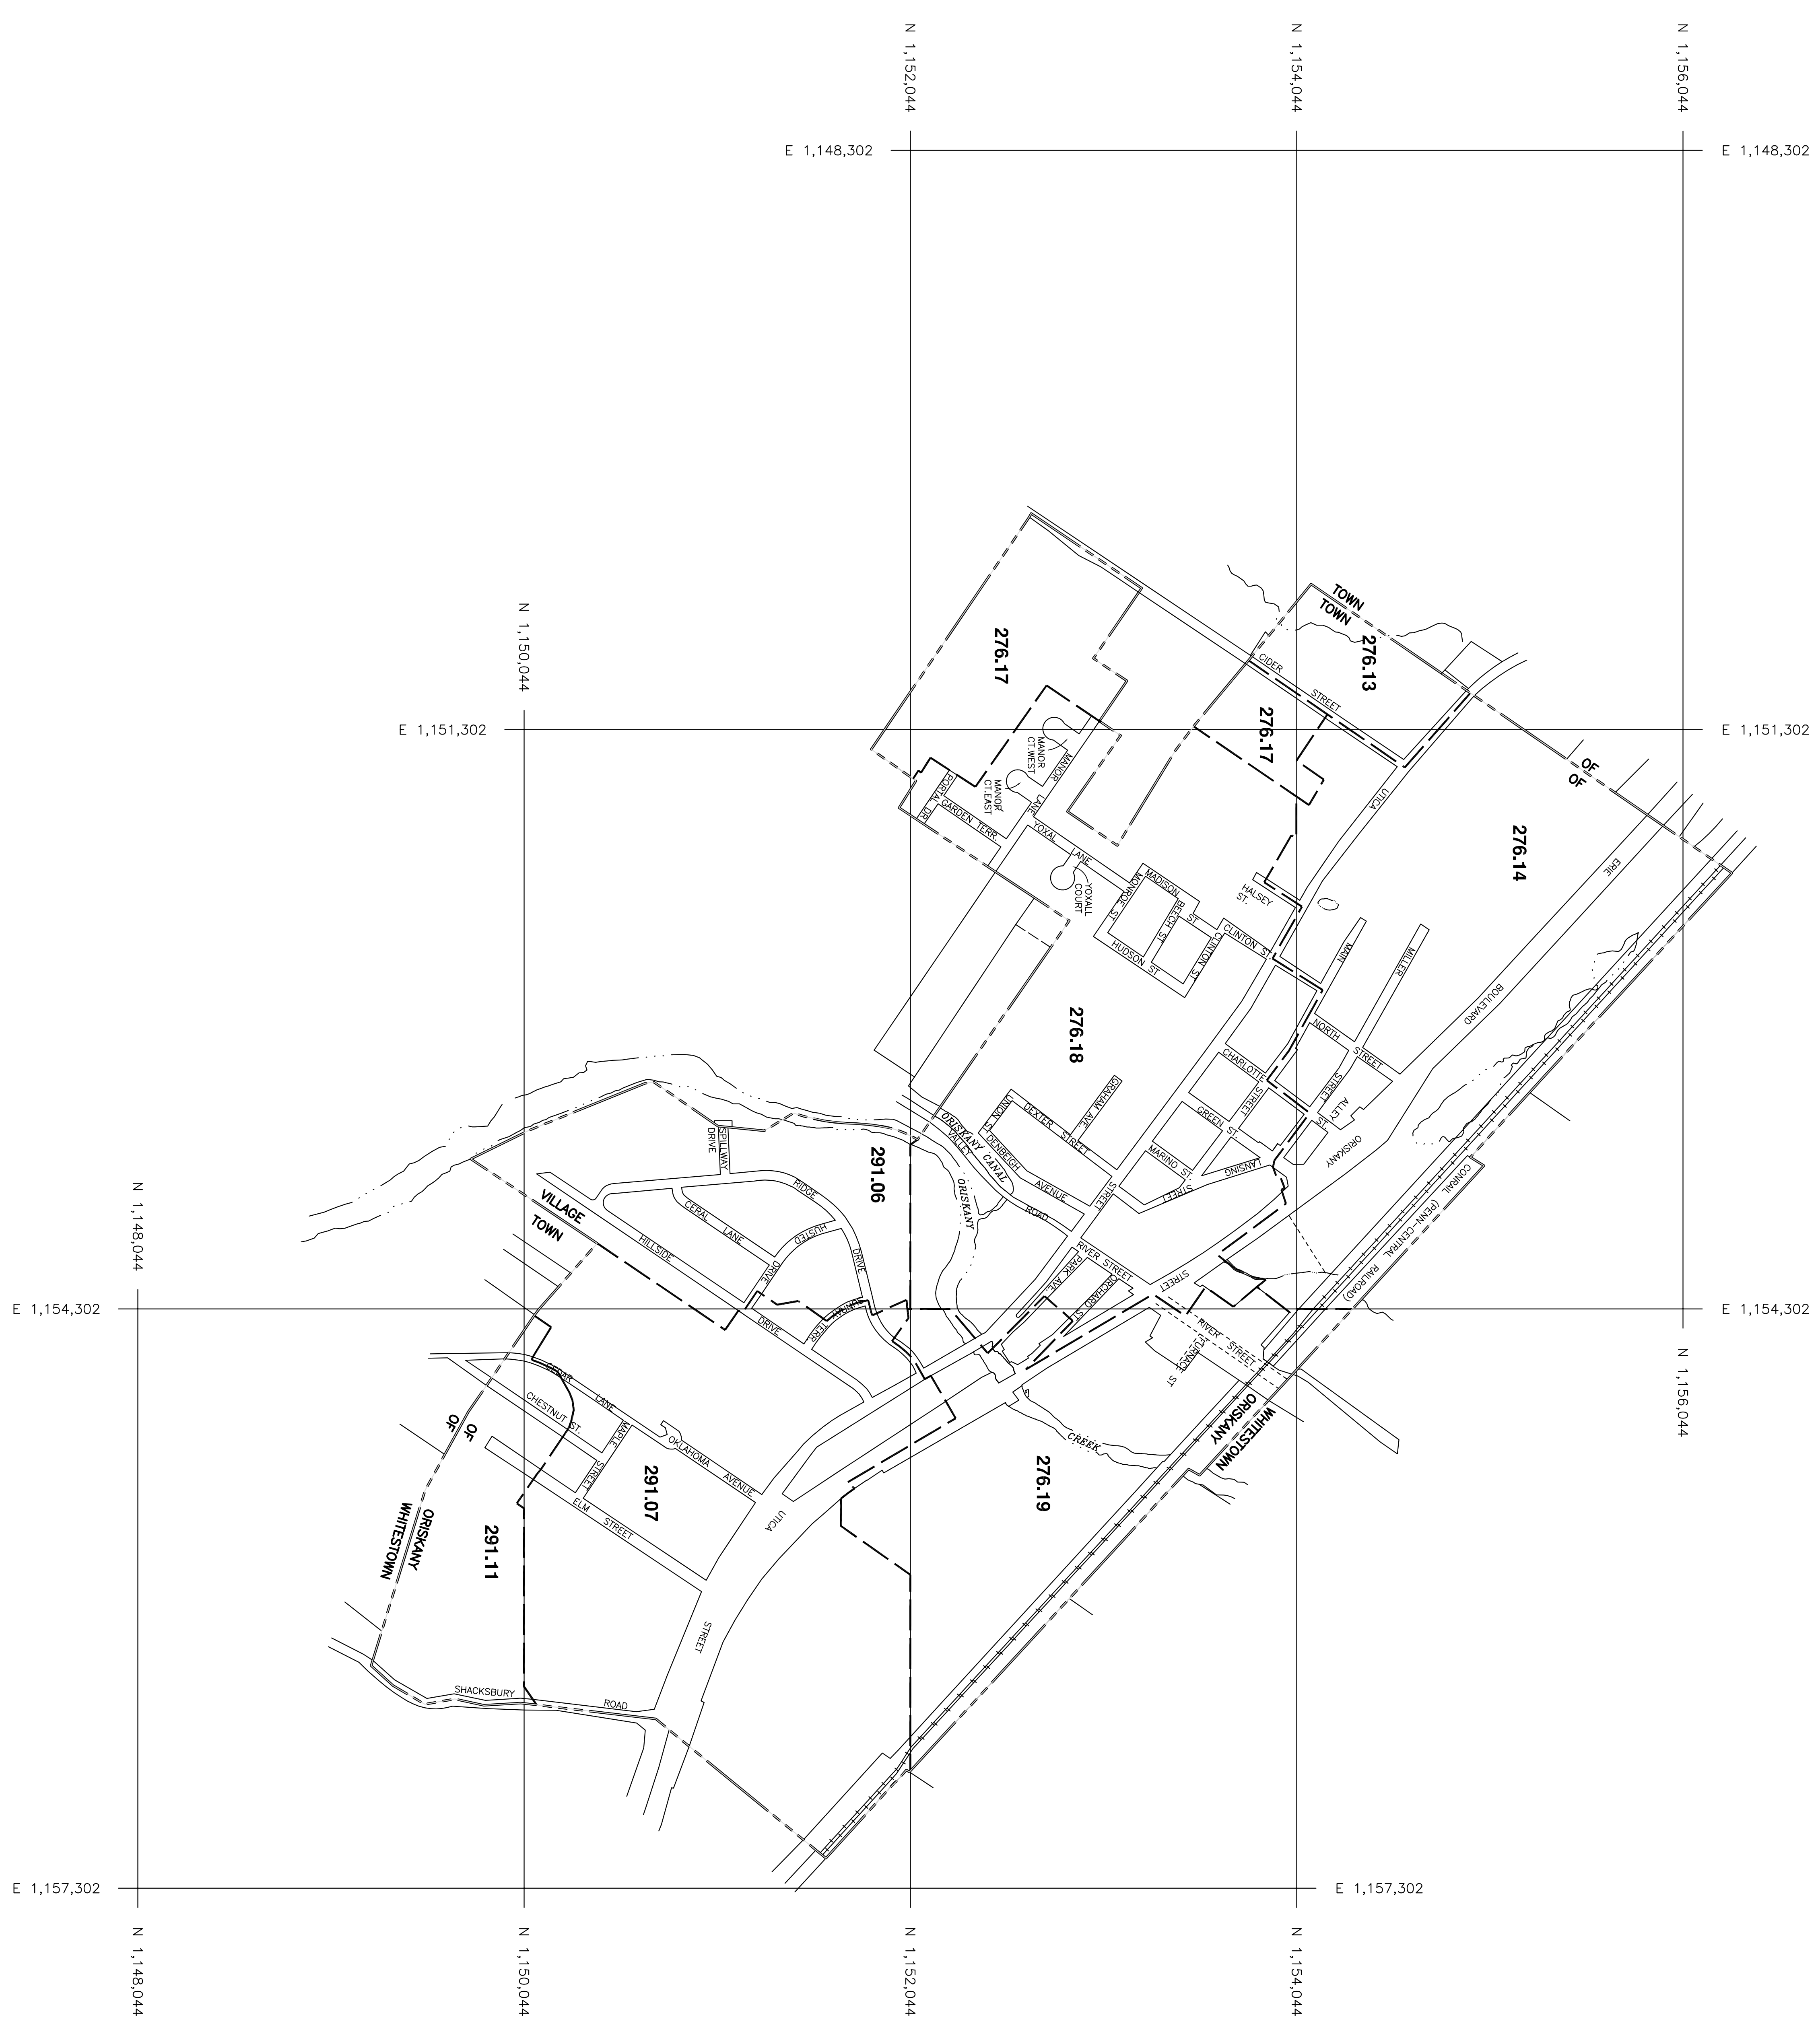 N 1,152,044
N 1,154,044
N 1,156,044
E 1,148,302
E 1,148,302
N 1,150,044
TOWN
TOWN
276.17
276.13
CIDER
STREET
276.17
E 1,151,302
E 1,151,302
MANOR
CT.WEST
MANOR
LANE
MANOR
CT.EAST
PORTAL DR.
GARDEN TERR.
YOXAL
LANE
YOXALL
COURT
UTICA
OF
OF
276.14
ERIE
BOULEVARD
MADISON
ST
MONROE ST
BEECH ST
HUDSON ST
CLINTON ST
CLINTON ST
HALSEY
ST.
MAIN
STREET
MILLER
NORTH
STREET
276.18
CHARLOTTE
STREET
ALLEY
ST
GREEN ST.
MARINO ST
LANSING
STREET
ORISKANY
STREET
GRAHAM AVE.
DEXTER
STREET
UNION S
DENBEIGH
AVENUE
ORISKANY CANAL
VALLEY
ROAD
ORISKANY
STREET
CONRAIL
(PENN-CENTRAL
RAILROAD)
291.06
SPILLWAY
DRIVE
RIDGE
DRIVE
N 1,148,044
VILLAGE
TOWN
CERAL
LANE
HUSTED
DRIVE
HILLSIDE
DRIVE
TERR
RIVER STREET
PARK AVE.
ORCHARD ST.
E 1,154,302
E 1,154,302
RIVER
STREET
FURNACE
ST
N 1,156,044
CEDAR
LANE
CHESTNUT ST.
MAPLE
STREET
OKLAHOMA
AVENUE
OF
OF
ORISKANY
WHITESTOWN
CREEK
276.19
291.07
ELM
STREET
UTICA
STREET
ORISKANY
WHITESTOWN
291.11
SHACKSBURY
ROAD
E 1,157,302
E 1,157,302
N 1,148,044
N 1,150,044
N 1,152,044
N 1,154,044